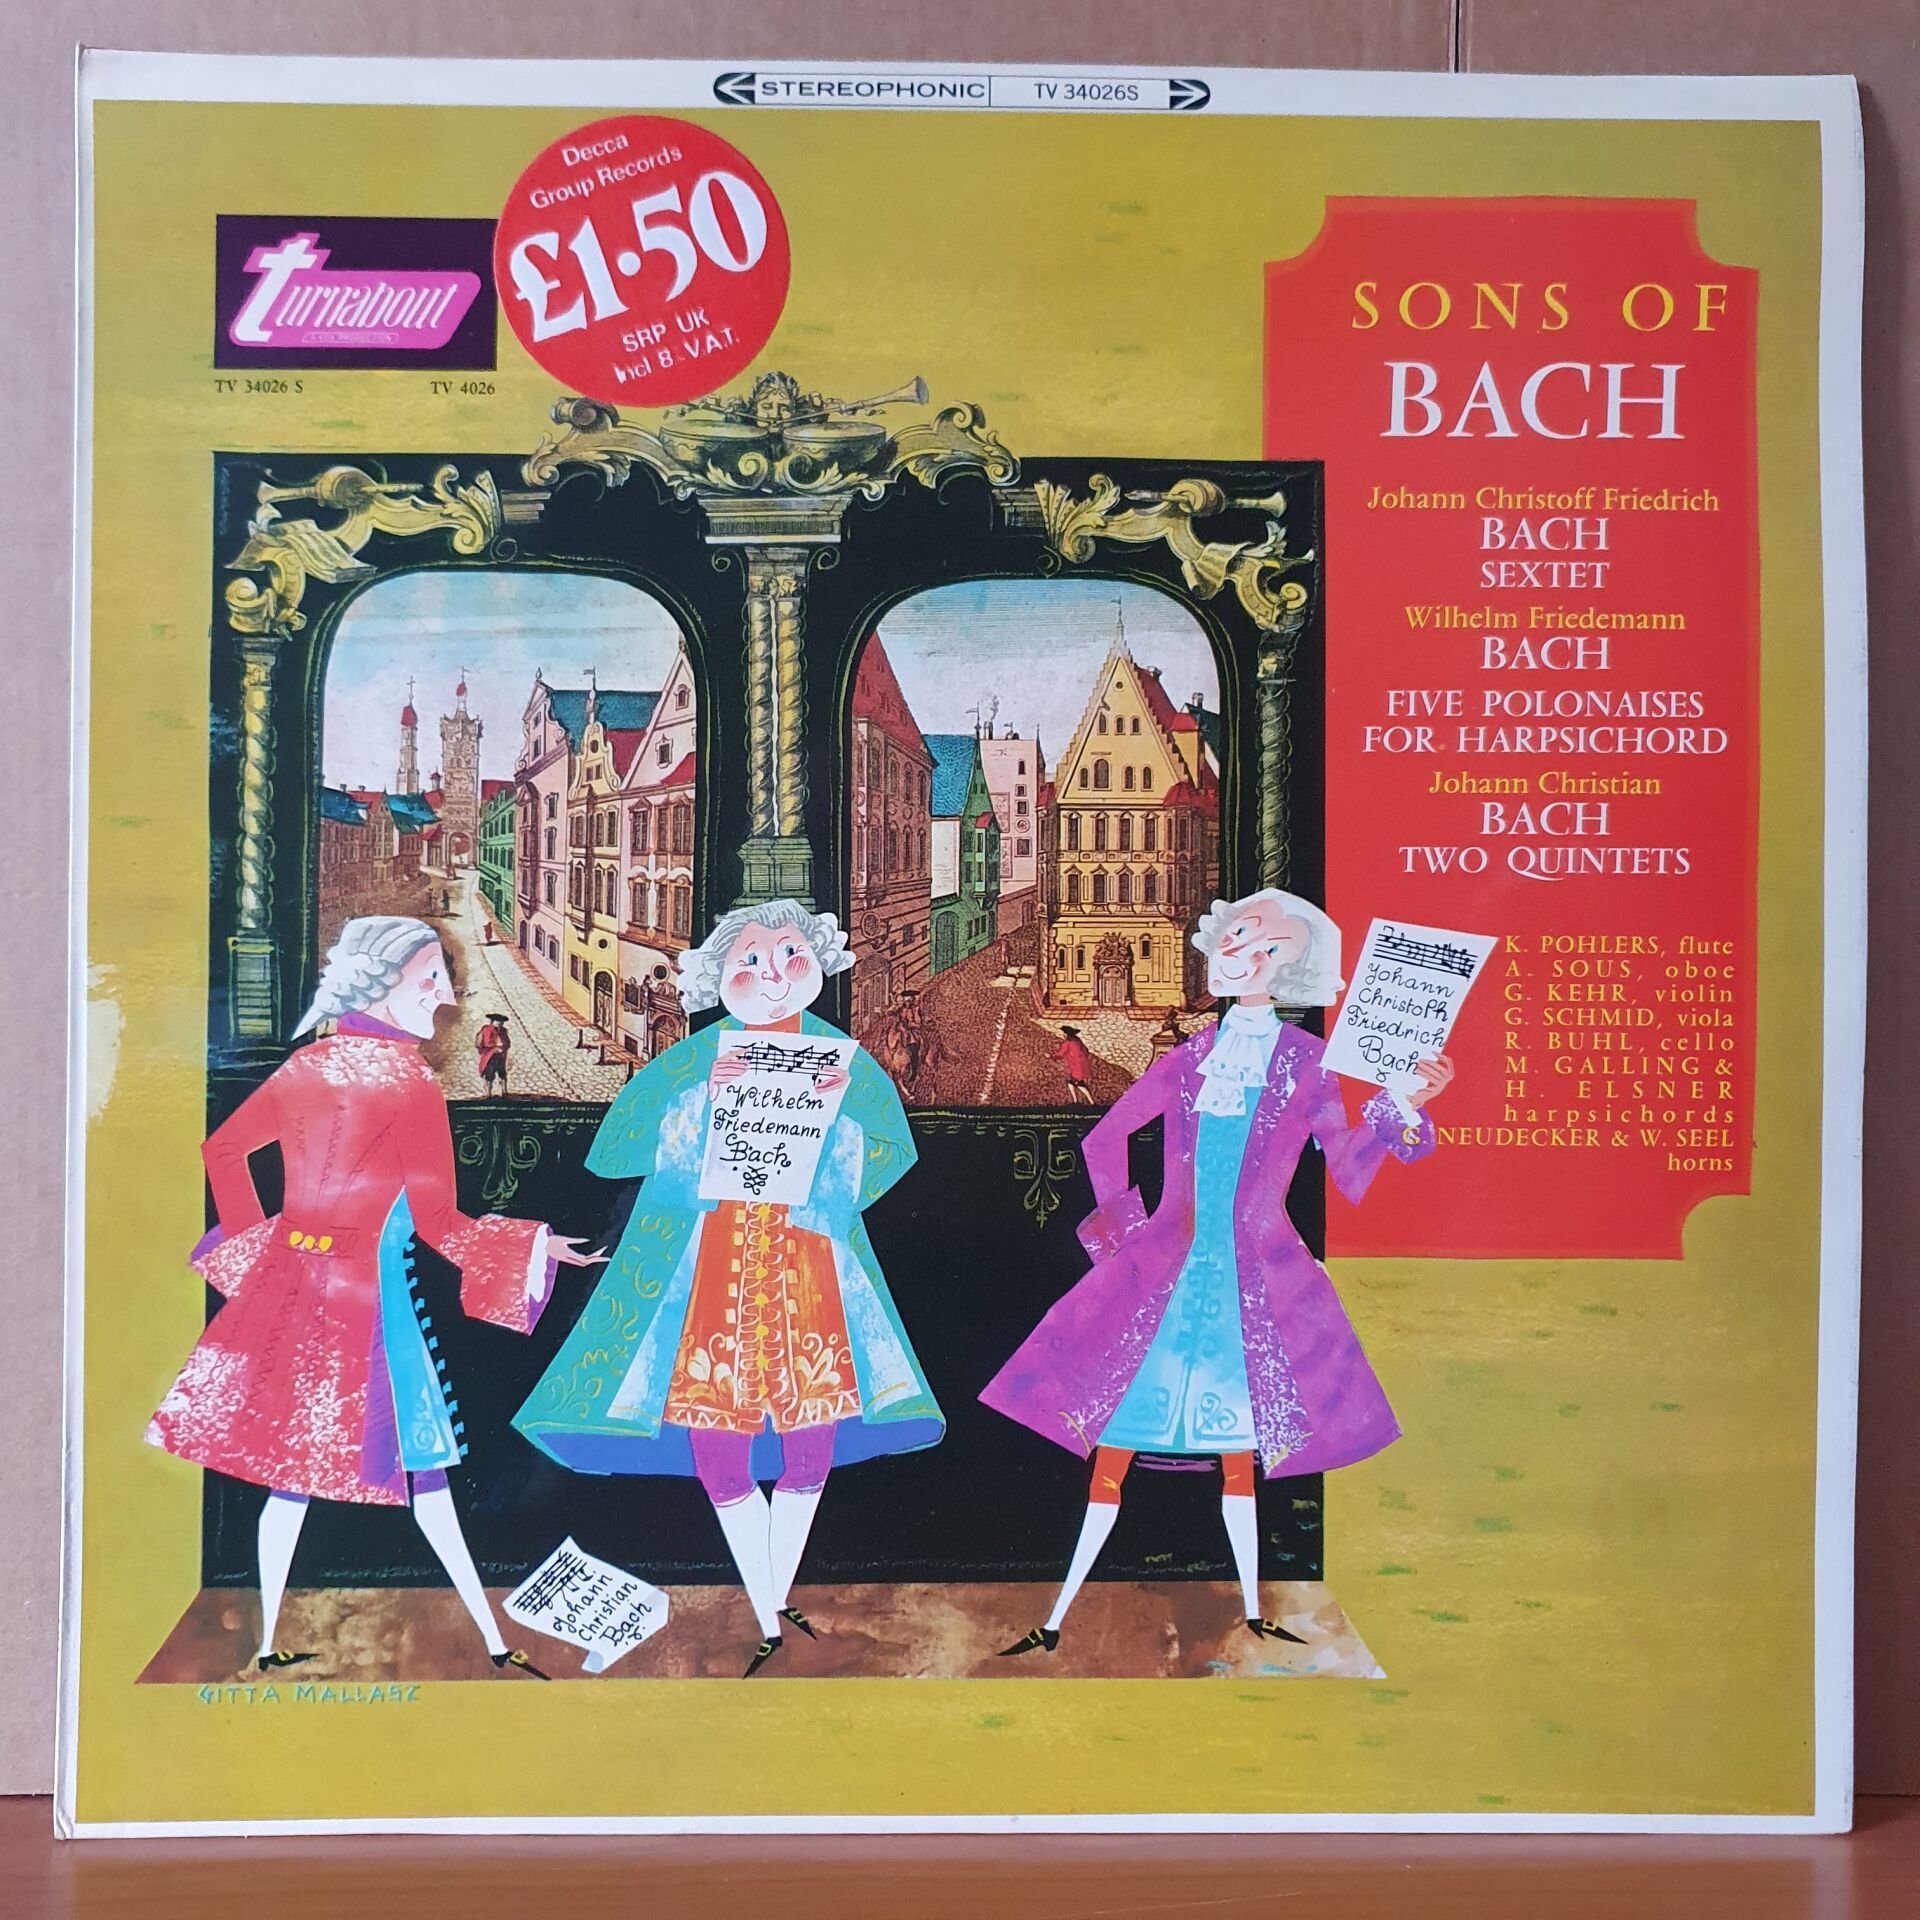 STEREOPHONIC TV 34026S
Decca
Group Records
£1.50
SRP UK
Incl 8% V.A.T.
turnabout
A VOX PRODUCTION
TV 34026 S TV 4026
SONS OF
BACH
Johann Christoff Friedrich
BACH
SEXTET
Wilhelm Friedemann
BACH
FIVE POLONAISES
FOR HARPSICHORD
Johann Christian
BACH
TWO QUINTETS
K. POHLERS, flute
A. SOUS, oboe
G. KEHR, violin
G. SCHMID, viola
R. BUHL, cello
M. GALLING &
H. ELSNER
harpsichords
G. NEUDECKER & W. SEEL
horns
Johann
Christoph
Friedrich
Bach
Wilhelm
Friedemann
Bach
Johann
Christian
Bach
GITTA MALLASZ